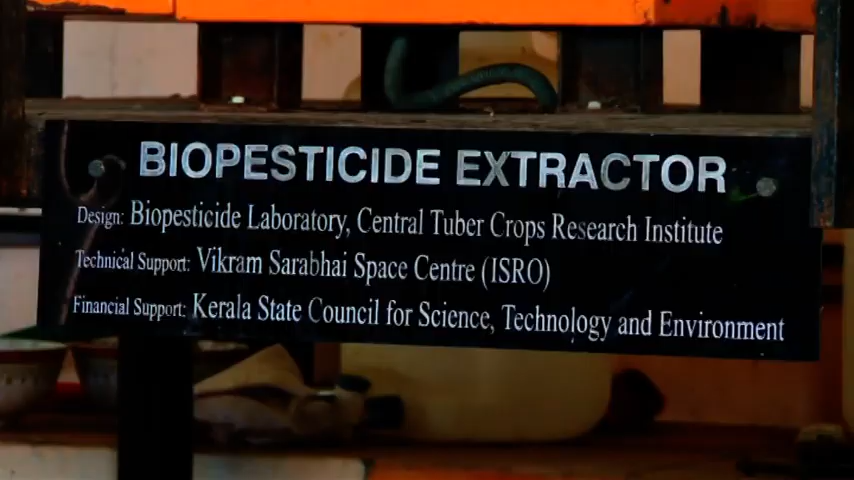 BIOPESTICIDE EXTRACTOR
Design: Biopesticide Laboratory, Central Tuber Crops Research Institute
Technical Support: Vikram Sarabhai Space Centre (ISRO)
Financial Support: Kerala State Council for Science, Technology and Environment